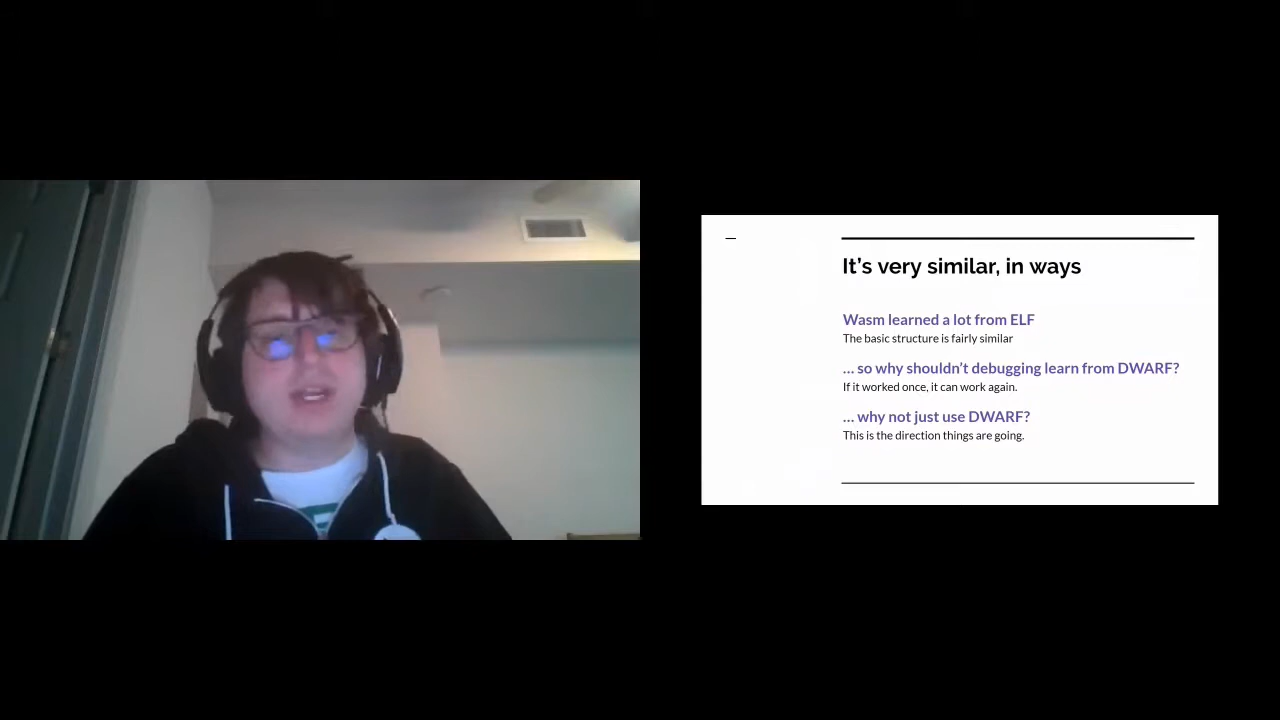 It's very similar, in ways
Wasm learned a lot from ELF
The basic structure is fairly similar
... so why shouldn't debugging learn from DWARF?
If it worked once, it can work again.
... why not just use DWARF?
This is the direction things are going.